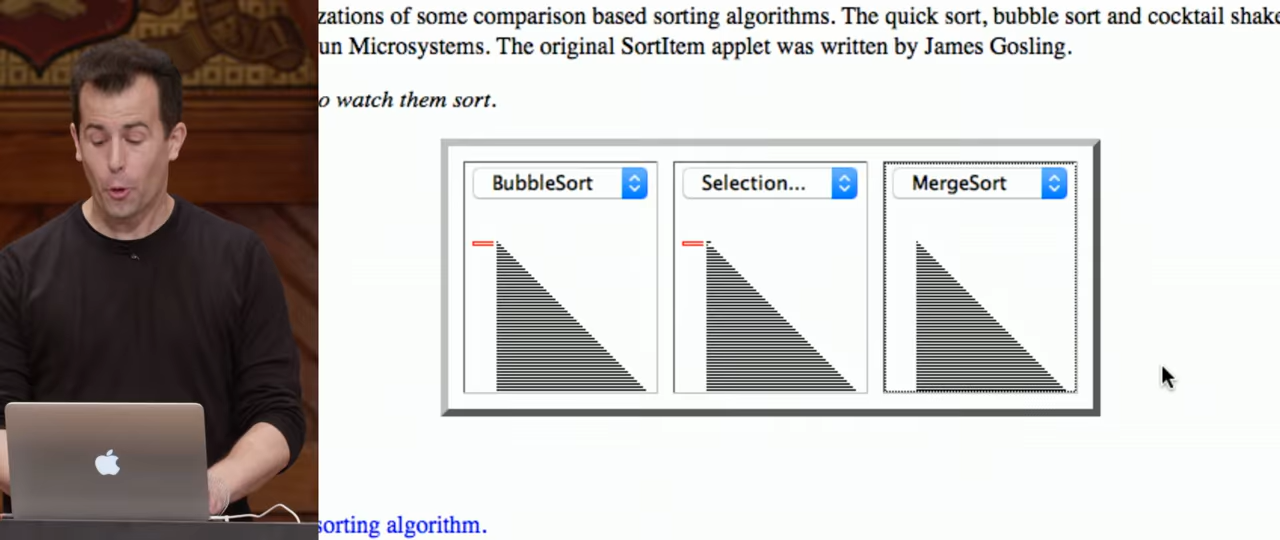 zations of some comparison based sorting algorithms. The quick sort, bubble sort and cocktail shake
un Microsystems. The original SortItem applet was written by James Gosling.
o watch them sort.
BubbleSort
Selection...
MergeSort
sorting algorithm.